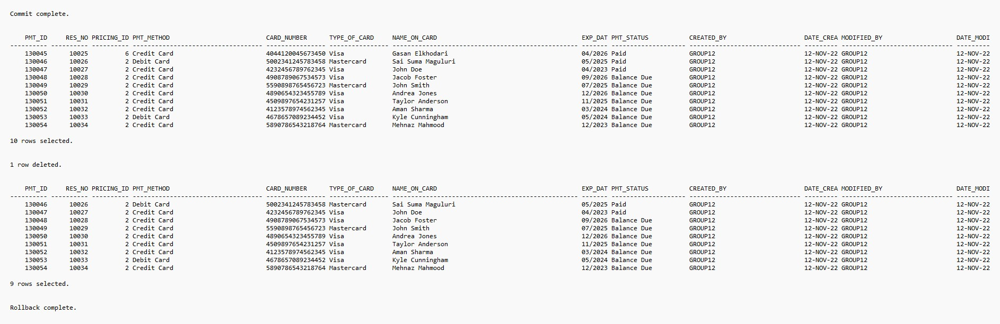 Commit complete.
PMT_ID RES_NO PRICING_ID PMT_METHOD CARD_NUMBER TYPE_OF_CARD NAME_ON_CARD EXP_DAT PMT_STATUS CREATED_BY DATE_CREA MODIFIED_BY DATE_MODI
---------- ---------- ---------- ----------------------------------- ---------------- ---------------- -------------------------------------------------- ------- -------------------- ------------------------------ --------- ------------------------------ ---------
130045 10025 6 Credit Card 4044120045673450 Visa Gasan Elkhodari 04/2026 Paid GROUP12 12-NOV-22 GROUP12 12-NOV-22
130046 10026 2 Debit Card 5002341245783458 Mastercard Sai Suma Maguluri 05/2025 Paid GROUP12 12-NOV-22 GROUP12 12-NOV-22
130047 10027 2 Credit Card 4232456789762345 Visa John Doe 04/2023 Paid GROUP12 12-NOV-22 GROUP12 12-NOV-22
130048 10028 2 Credit Card 4908789067534573 Visa Jacob Foster 09/2026 Balance Due GROUP12 12-NOV-22 GROUP12 12-NOV-22
130049 10029 2 Credit Card 5590898765456723 Mastercard John Smith 07/2025 Balance Due GROUP12 12-NOV-22 GROUP12 12-NOV-22
130050 10030 2 Credit Card 4890654323455789 Visa Andrea Jones 12/2026 Balance Due GROUP12 12-NOV-22 GROUP12 12-NOV-22
130051 10031 2 Credit Card 4509897654231257 Visa Taylor Anderson 11/2025 Balance Due GROUP12 12-NOV-22 GROUP12 12-NOV-22
130052 10032 2 Credit Card 4123578974562345 Visa Aman Sharma 03/2024 Balance Due GROUP12 12-NOV-22 GROUP12 12-NOV-22
130053 10033 2 Debit Card 4678657089234452 Visa Kyle Cunningham 05/2024 Balance Due GROUP12 12-NOV-22 GROUP12 12-NOV-22
130054 10034 2 Credit Card 5890786543218764 Mastercard Mehnaz Mahmood 12/2023 Balance Due GROUP12 12-NOV-22 GROUP12 12-NOV-22
10 rows selected.
1 row deleted.
PMT_ID RES_NO PRICING_ID PMT_METHOD CARD_NUMBER TYPE_OF_CARD NAME_ON_CARD EXP_DAT PMT_STATUS CREATED_BY DATE_CREA MODIFIED_BY DATE_MODI
---------- ---------- ---------- ----------------------------------- ---------------- ---------------- -------------------------------------------------- ------- -------------------- ------------------------------ --------- ------------------------------ ---------
130046 10026 2 Debit Card 5002341245783458 Mastercard Sai Suma Maguluri 05/2025 Paid GROUP12 12-NOV-22 GROUP12 12-NOV-22
130047 10027 2 Credit Card 4232456789762345 Visa John Doe 04/2023 Paid GROUP12 12-NOV-22 GROUP12 12-NOV-22
130048 10028 2 Credit Card 4908789067534573 Visa Jacob Foster 09/2026 Balance Due GROUP12 12-NOV-22 GROUP12 12-NOV-22
130049 10029 2 Credit Card 5590898765456723 Mastercard John Smith 07/2025 Balance Due GROUP12 12-NOV-22 GROUP12 12-NOV-22
130050 10030 2 Credit Card 4890654323455789 Visa Andrea Jones 12/2026 Balance Due GROUP12 12-NOV-22 GROUP12 12-NOV-22
130051 10031 2 Credit Card 4509897654231257 Visa Taylor Anderson 11/2025 Balance Due GROUP12 12-NOV-22 GROUP12 12-NOV-22
130052 10032 2 Credit Card 4123578974562345 Visa Aman Sharma 03/2024 Balance Due GROUP12 12-NOV-22 GROUP12 12-NOV-22
130053 10033 2 Debit Card 4678657089234452 Visa Kyle Cunningham 05/2024 Balance Due GROUP12 12-NOV-22 GROUP12 12-NOV-22
130054 10034 2 Credit Card 5890786543218764 Mastercard Mehnaz Mahmood 12/2023 Balance Due GROUP12 12-NOV-22 GROUP12 12-NOV-22
9 rows selected.
Rollback complete.